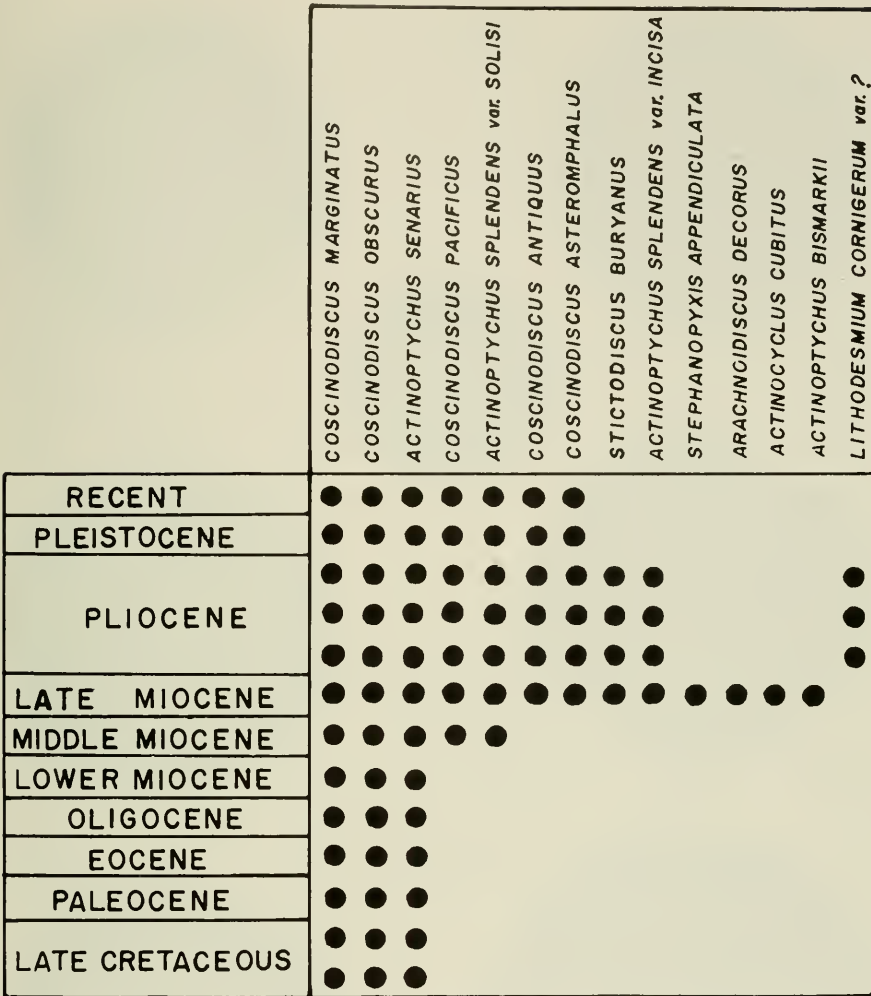 COSCINODISCUS MARGINATUS
COSCINODISCUS OBSCURUS
ACTINOPTYCHUS SENARIUS
COSCINODISCUS PACIFICUS
ACTINOPTYCHUS SPLENDENS var. SOLISI
COSCINODISCUS ANTIQUUS
COSCINODISCUS ASTEROMPHALUS
STICTODISCUS BURYANUS
ACTINOPTYCHUS SPLENDENS var. INCISA
STEPHANOPYXIS APPENDICULATA
ARACHNOIDISCUS DECORUS
ACTINOCYCLUS CUBITUS
ACTINOPTYCHUS BISMARKII
LITHODESMIUM CORNIGERUM var.?
RECENT
PLEISTOCENE
PLIOCENE
LATE MIOCENE
MIDDLE MIOCENE
LOWER MIOCENE
OLIGOCENE
EOCENE
PALEOCENE
LATE CRETACEOUS